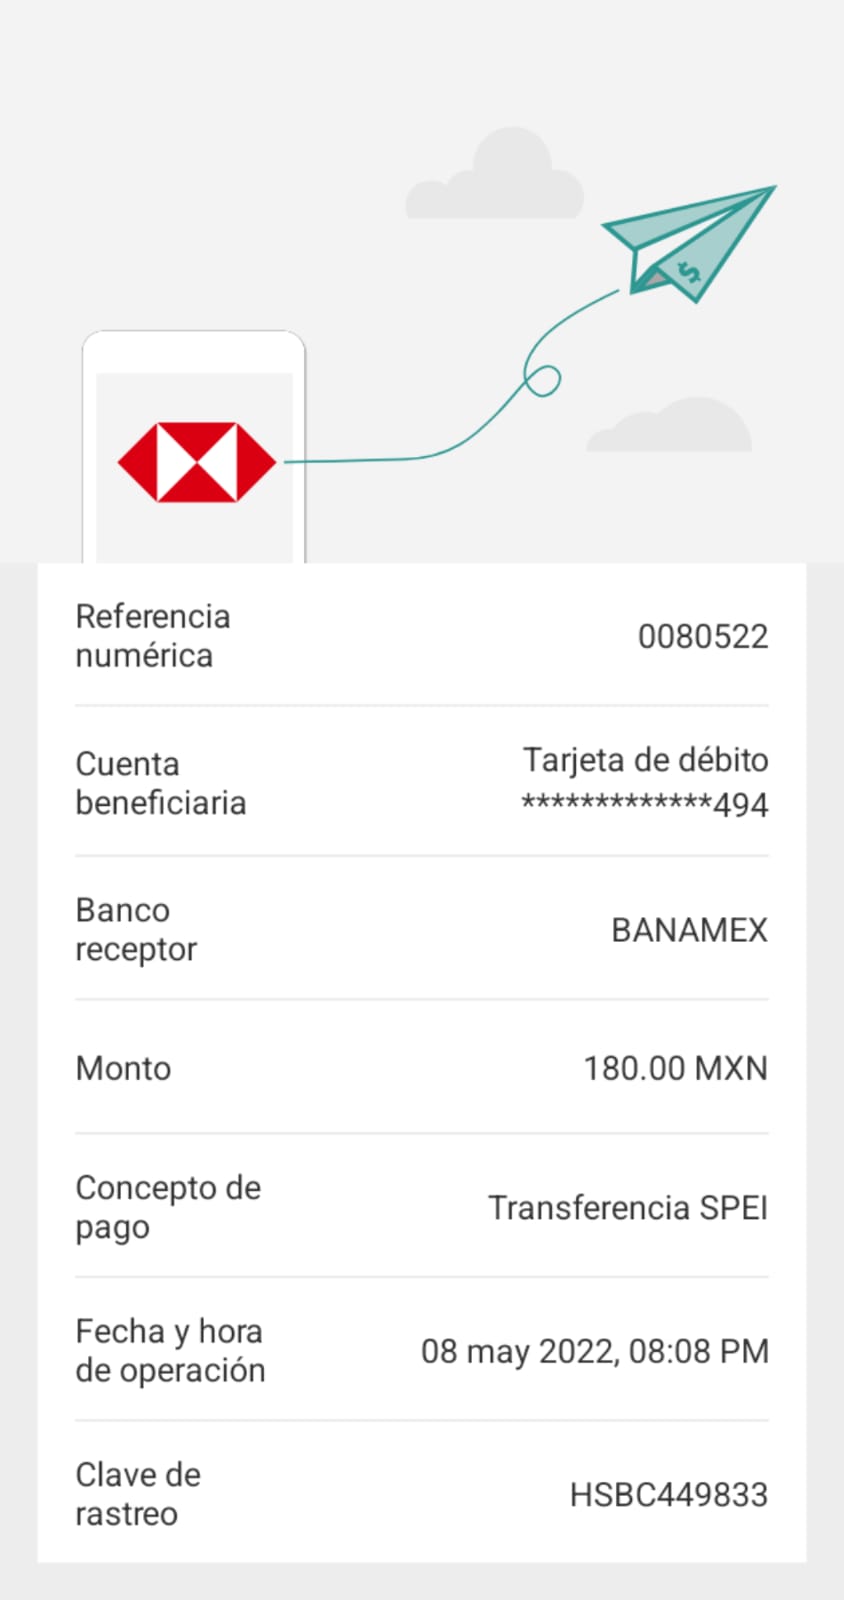 $
Referencia
numérica
0080522
Cuenta
beneficiaria
Tarjeta de débito
*************494
Banco
receptor
BANAMEX
Monto
180.00 MXN
Concepto de
pago
Transferencia SPEI
Fecha y hora
de operación
08 may 2022, 08:08 PM
Clave de
rastreo
HSBC449833